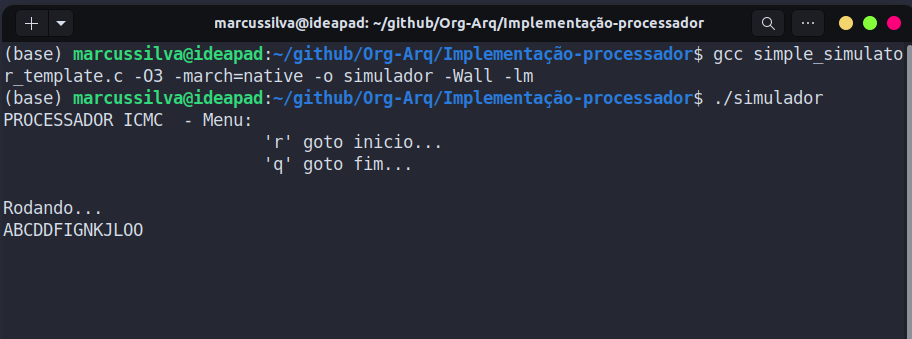 marcussilva@ideapad: ~/github/Org-Arq/Implementação-processador
(base) marcussilva@ideapad:~/github/Org-Arq/Implementação-processador$ gcc simple_simulato
r_template.c -O3 -march=native -o simulador -Wall -lm
(base) marcussilva@ideapad:~/github/Org-Arq/Implementação-processador$ ./simulador
PROCESSADOR ICMC  - Menu:
                          'r' goto inicio...
                          'q' goto fim...

Rodando...
ABCDDFIGNKJLOO